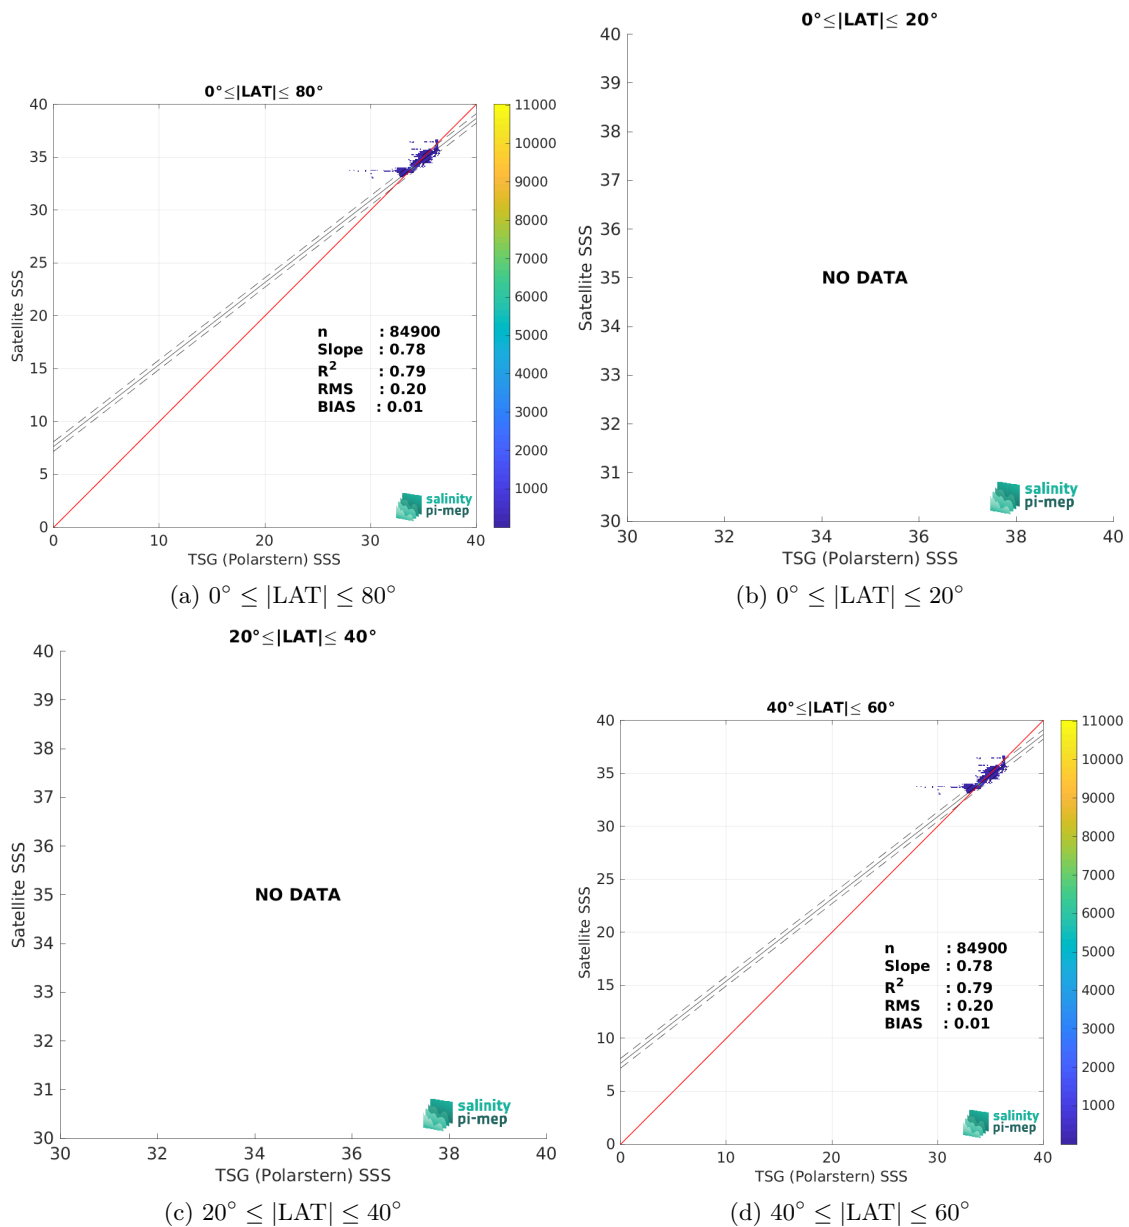 0°≤|LAT|≤ 80°
40
35
30
25
20
15
10
5
0
Satellite SSS
0
10
20
30
40
TSG (Polarstern) SSS
n : 84900
Slope : 0.78
R² : 0.79
RMS : 0.20
BIAS : 0.01
salinity
pi-mep
11000
10000
9000
8000
7000
6000
5000
4000
3000
2000
1000
(a) 0° ≤ |LAT| ≤ 80°
0°≤|LAT|≤ 20°
40
39
38
37
36
35
34
33
32
31
30
Satellite SSS
NO DATA
salinity
pi-mep
30
32
34
36
38
40
TSG (Polarstern) SSS
(b) 0° ≤ |LAT| ≤ 20°
20°≤|LAT|≤ 40°
40
39
38
37
36
35
34
33
32
31
30
Satellite SSS
NO DATA
salinity
pi-mep
30
32
34
36
38
40
TSG (Polarstern) SSS
(c) 20° ≤ |LAT| ≤ 40°
40°≤|LAT|≤ 60°
40
35
30
25
20
15
10
5
0
Satellite SSS
0
10
20
30
40
TSG (Polarstern) SSS
n : 84900
Slope : 0.78
R² : 0.79
RMS : 0.20
BIAS : 0.01
salinity
pi-mep
11000
10000
9000
8000
7000
6000
5000
4000
3000
2000
1000
(d) 40° ≤ |LAT| ≤ 60°